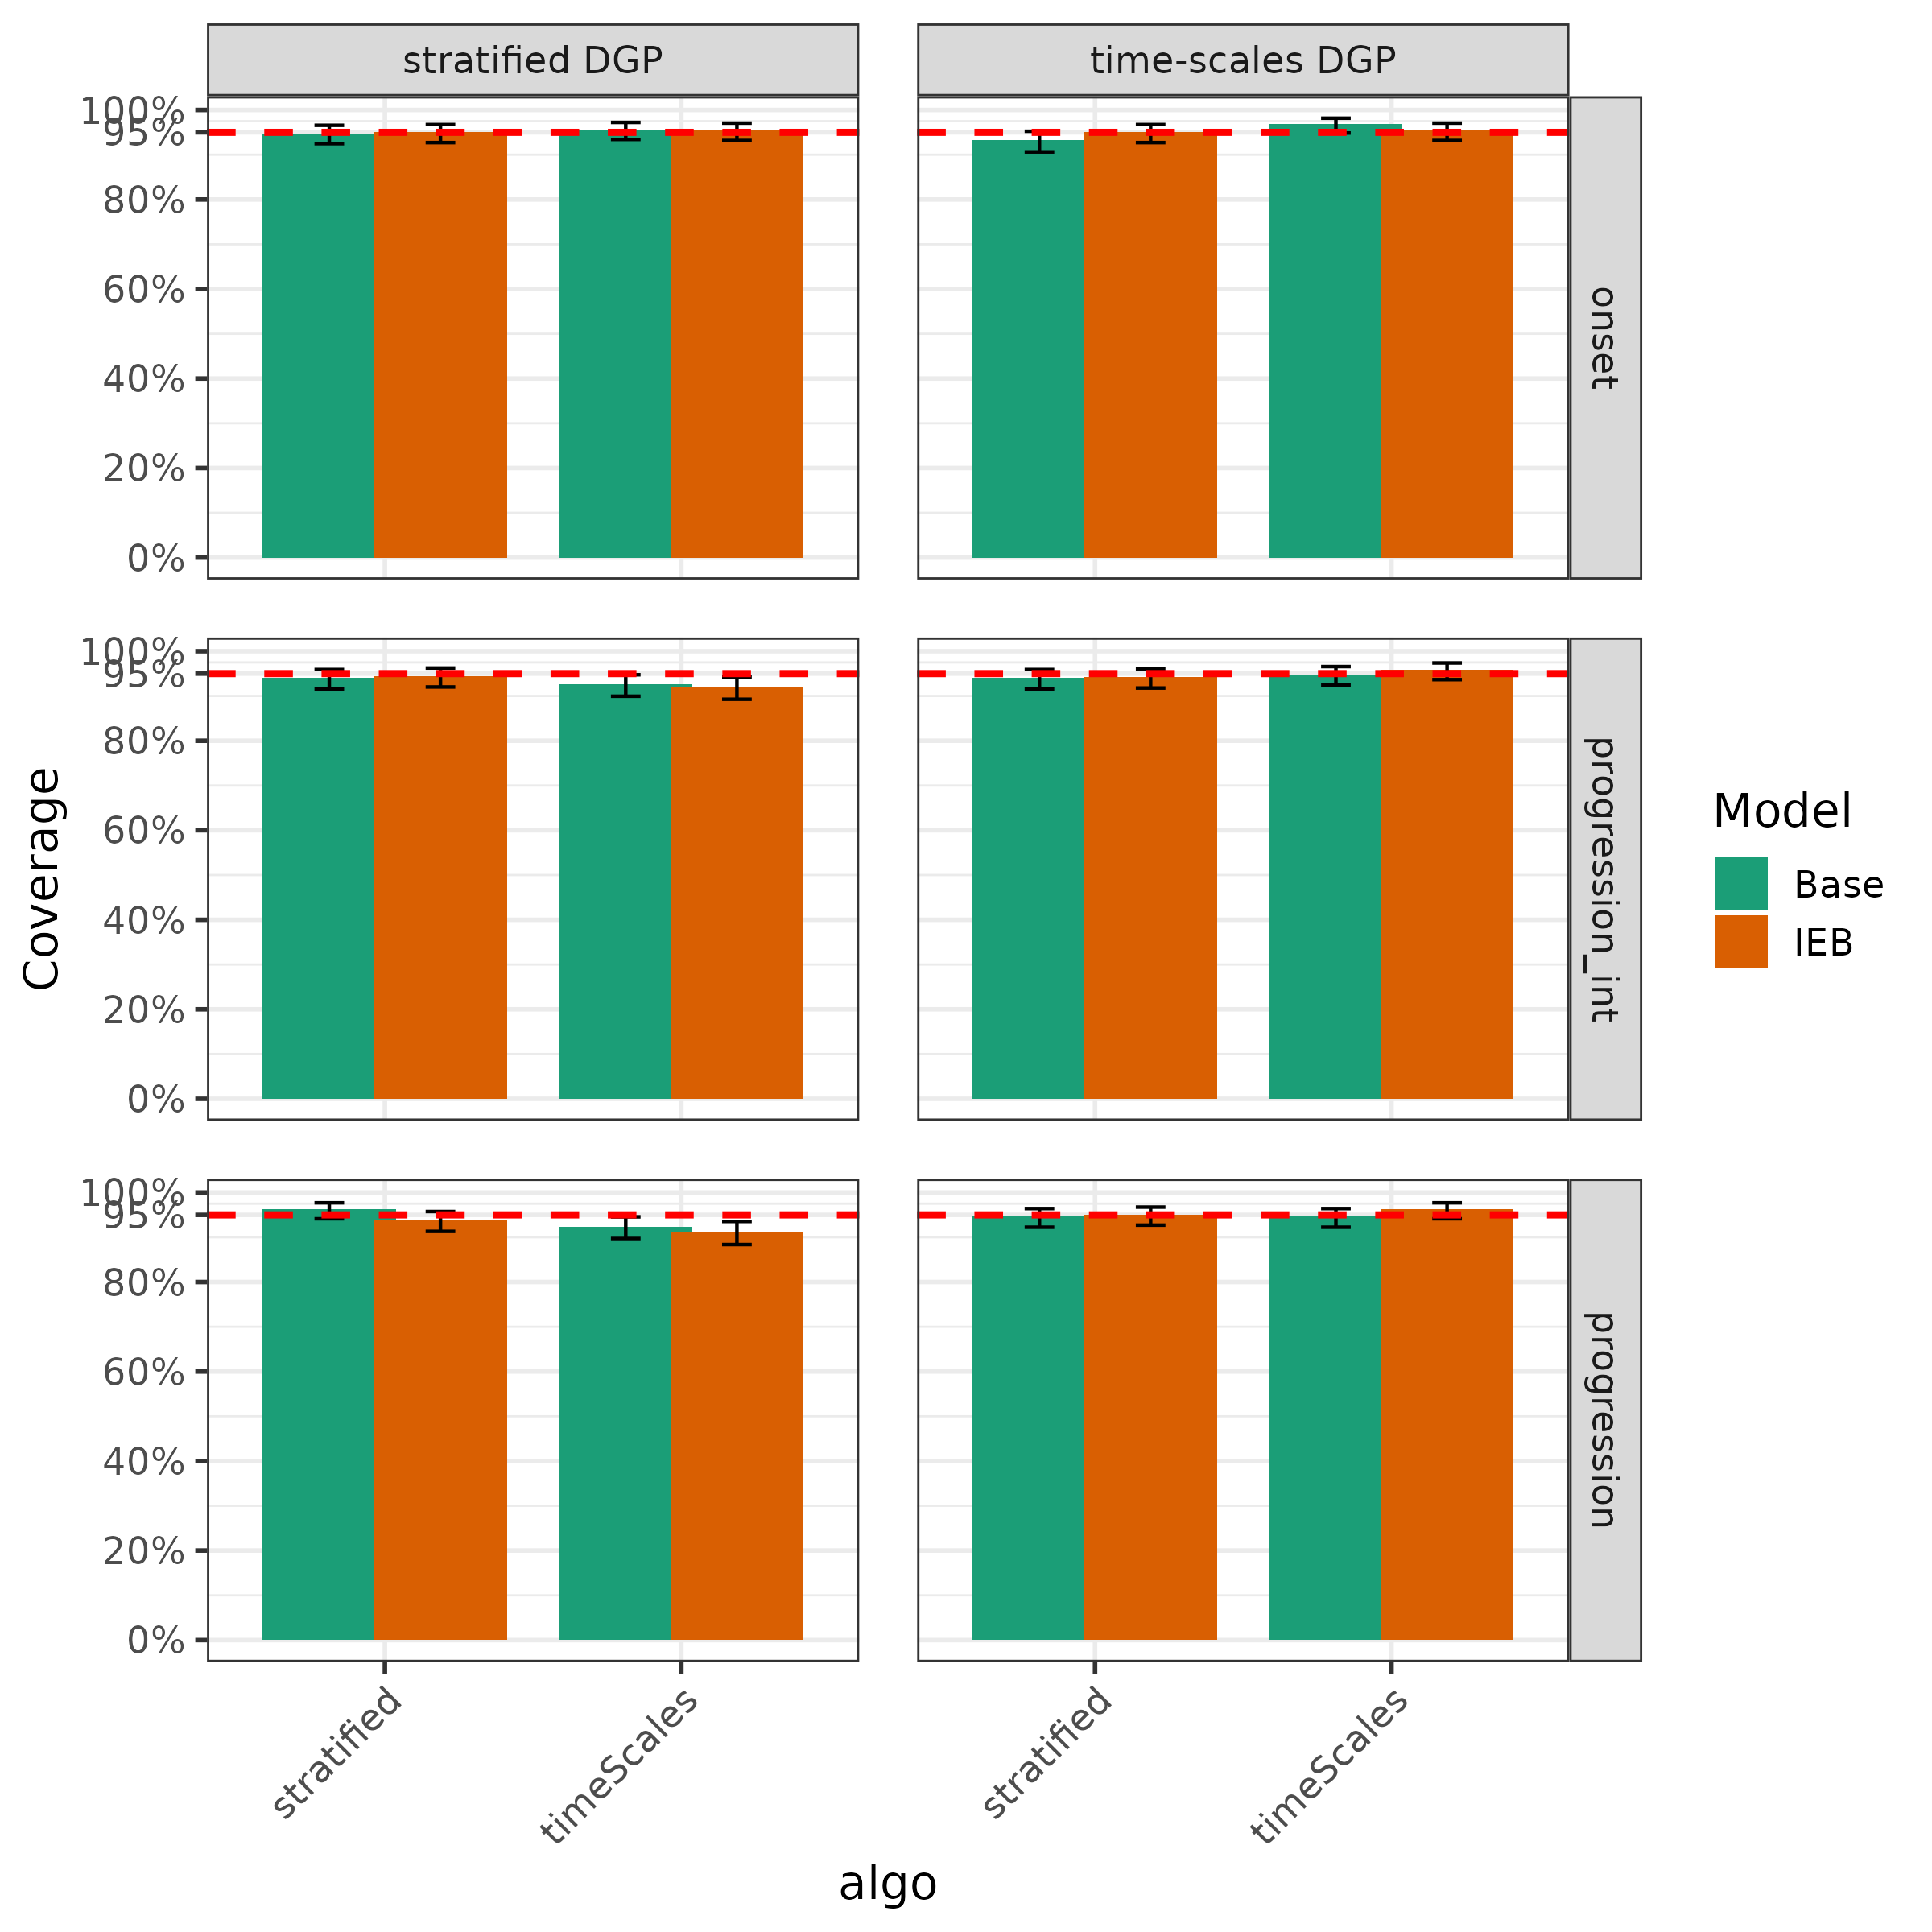 stratified DGP
time-scales DGP
100%
95%
80%
60%
40%
20%
0%
onset
100%
95%
80%
60%
40%
20%
0%
progression_int
100%
95%
80%
60%
40%
20%
0%
progression
Coverage
stratified
timeScales
stratified
timeScales
algo
Model
Base
IEB